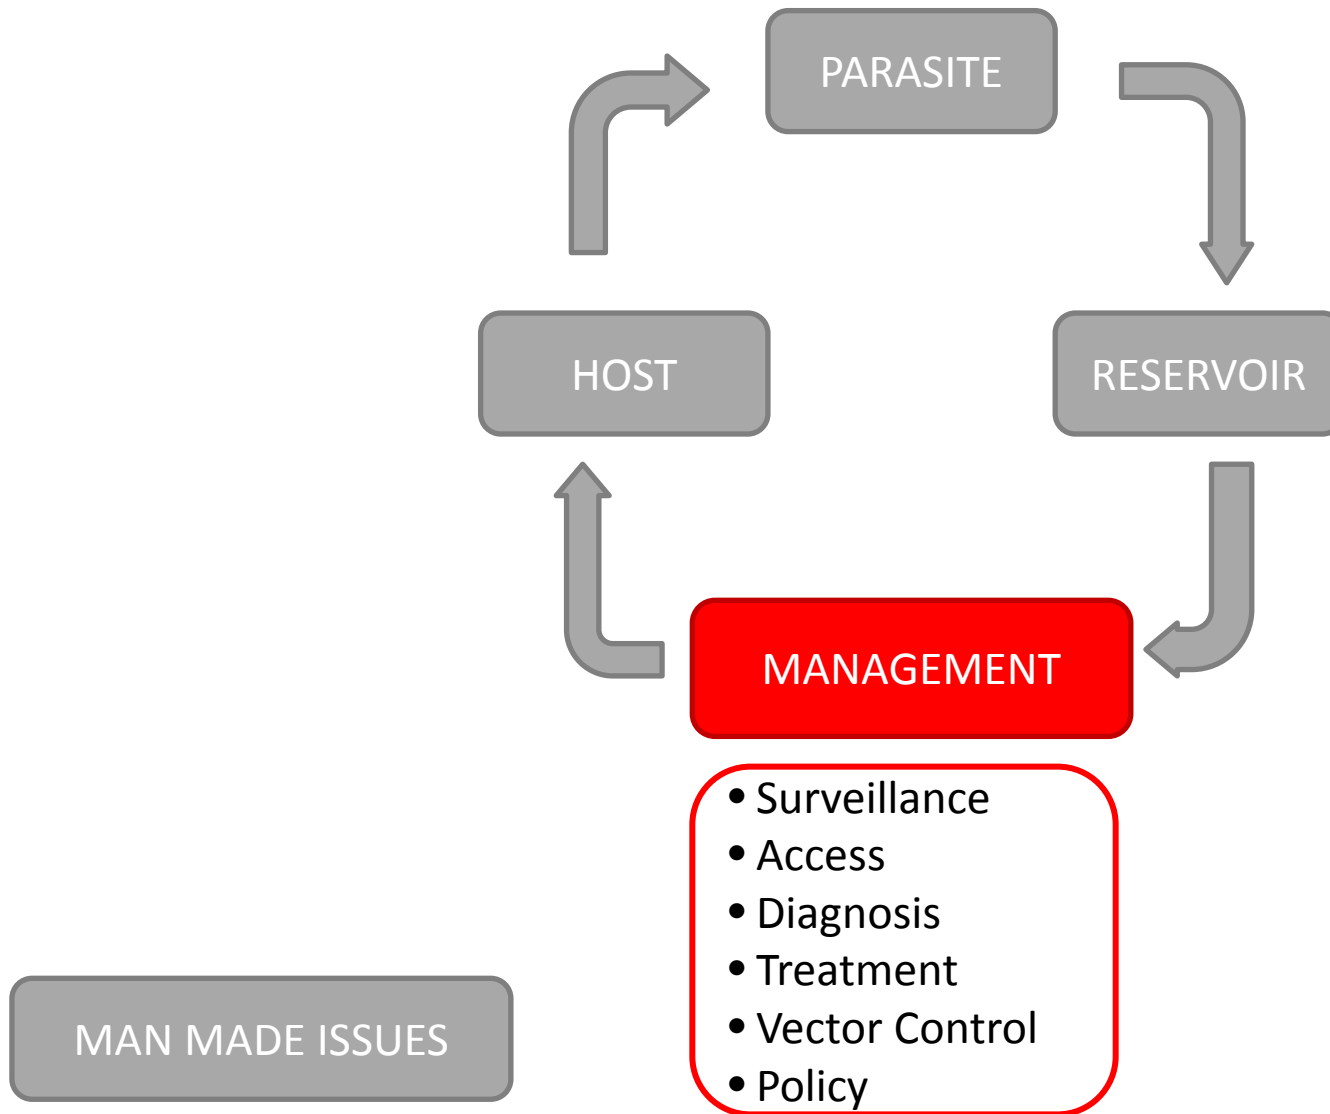 PARASITE
HOST
RESERVOIR
MANAGEMENT
• Surveillance
• Access
• Diagnosis
• Treatment
• Vector Control
• Policy
MAN MADE ISSUES